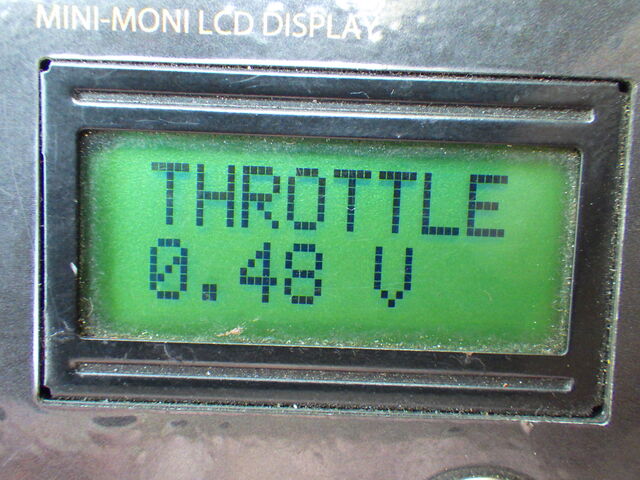 MINI-MONI LCD DISPLAY
THROTTLE
0.48 V